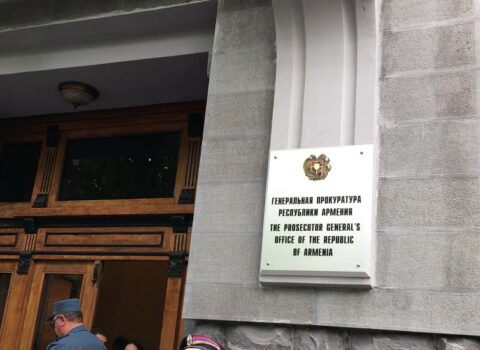 ГЕНЕРАЛЬНАЯ ПРОКУРАТУРА
РЕСПУБЛИКИ АРМЕНИЯ
THE PROSECUTOR GENERAL'S
OFFICE OF THE REPUBLIC
OF ARMENIA